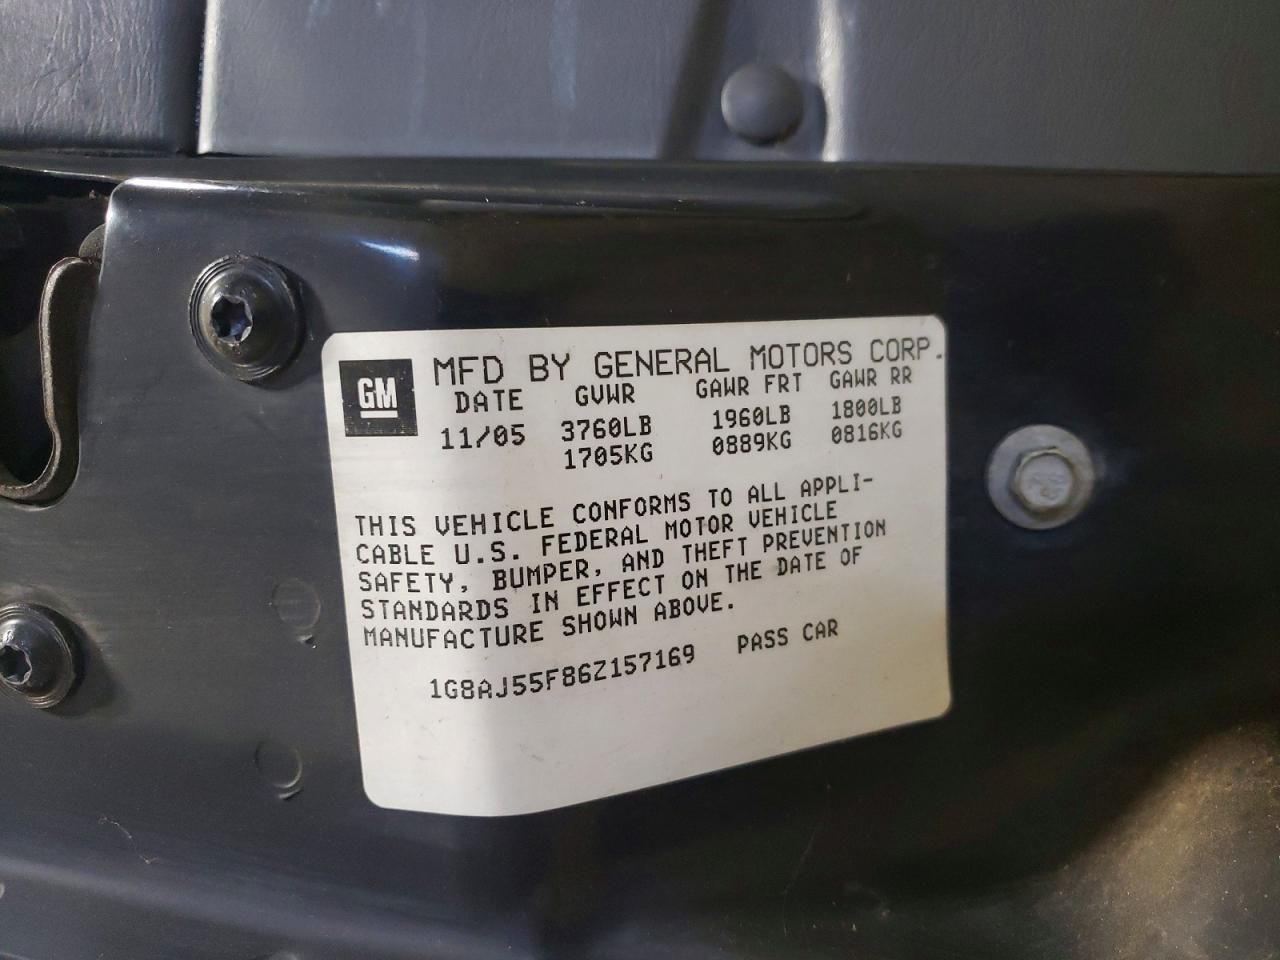 GM
MFD BY GENERAL MOTORS CORP.
DATE GVWR GAWR FRT GAWR RR
11/05 3760LB 1960LB 1800LB
1705KG 0889KG 0816KG
THIS VEHICLE CONFORMS TO ALL APPLI-
CABLE U.S. FEDERAL MOTOR VEHICLE
SAFETY, BUMPER, AND THEFT PREVENTION
STANDARDS IN EFFECT ON THE DATE OF
MANUFACTURE SHOWN ABOVE.
1G8AJ55F86Z157169 PASS CAR